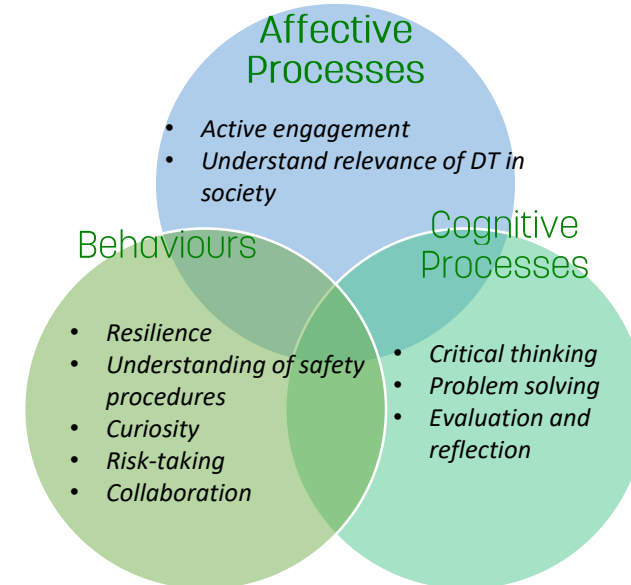 Affective
Processes
• Active engagement
• Understand relevance of DT in
society
Behaviours
• Resilience
• Understanding of safety
procedures
• Curiosity
• Risk-taking
• Collaboration
Cognitive
Processes
• Critical thinking
• Problem solving
• Evaluation and
reflection